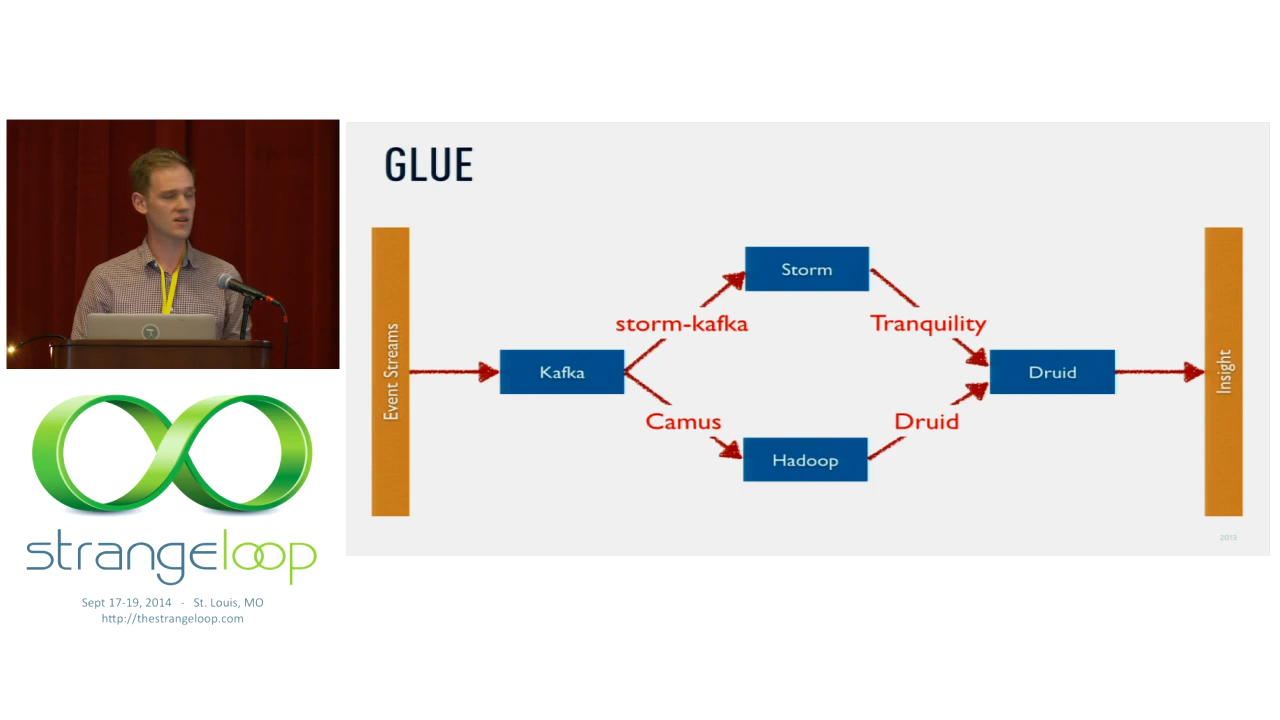 GLUE
Event Streams
Kafka
storm-kafka
Storm
Tranquility
Camus
Hadoop
Druid
Druid
Insight
2013
strangeloop
Sept 17-19, 2014 - St. Louis, MO
http://thestrangeloop.com